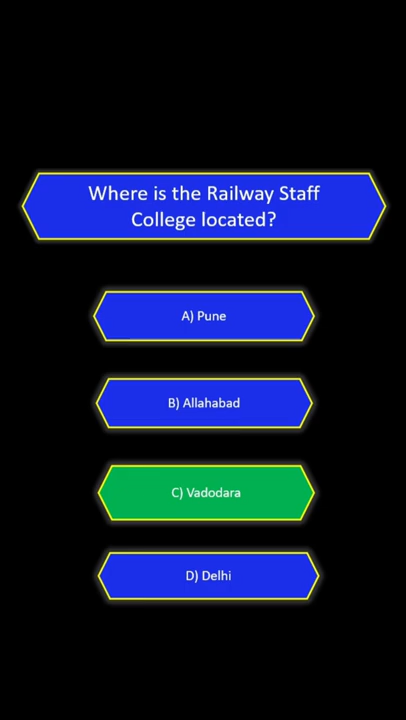 Where is the Railway Staff
College located?
A) Pune
B) Allahabad
C) Vadodara
D) Delhi